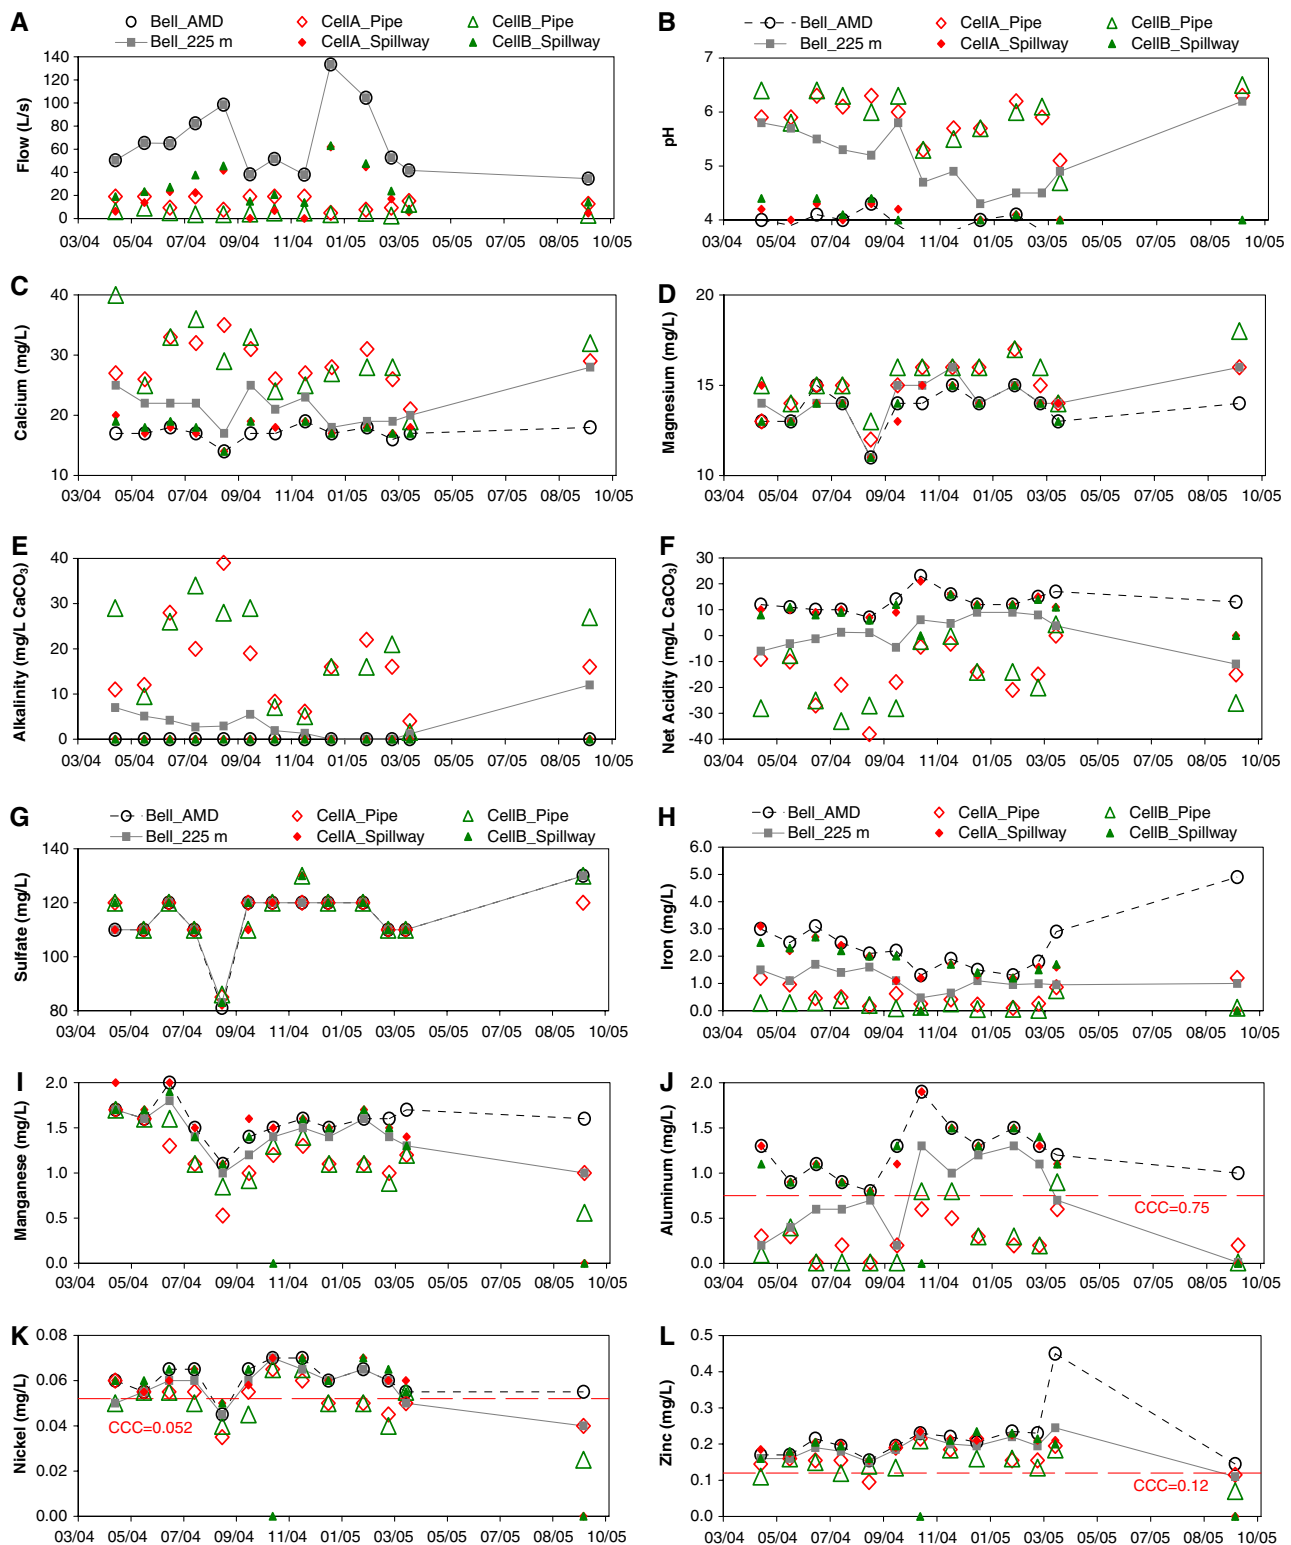 A
Bell_AMD CellA_Pipe CellB_Pipe
Bell_225 m CellA_Spillway CellB_Spillway
Flow (L/s)
140
120
100
80
60
40
20
0
03/04 05/04 07/04 09/04 11/04 01/05 03/05 05/05 07/05 08/05 10/05
B
Bell_AMD CellA_Pipe CellB_Pipe
Bell_225 m CellA_Spillway CellB_Spillway
pH
7
6
5
4
03/04 05/04 07/04 09/04 11/04 01/05 03/05 05/05 07/05 08/05 10/05
C
Calcium (mg/L)
40
30
20
10
03/04 05/04 07/04 09/04 11/04 01/05 03/05 05/05 07/05 08/05 10/05
D
Magnesium (mg/L)
20
15
10
03/04 05/04 07/04 09/04 11/04 01/05 03/05 05/05 07/05 08/05 10/05
E
Alkalinity (mg/L CaCO3)
40
30
20
10
0
03/04 05/04 07/04 09/04 11/04 01/05 03/05 05/05 07/05 08/05 10/05
F
Net Acidity (mg/L CaCO3)
30
20
10
0
-10
-20
-30
-40
03/04 05/04 07/04 09/04 11/04 01/05 03/05 05/05 07/05 08/05 10/05
G
Bell_AMD CellA_Pipe CellB_Pipe
Bell_225 m CellA_Spillway CellB_Spillway
Sulfate (mg/L)
140
120
100
80
03/04 05/04 07/04 09/04 11/04 01/05 03/05 05/05 07/05 08/05 10/05
H
Bell_AMD CellA_Pipe CellB_Pipe
Bell_225 m CellA_Spillway CellB_Spillway
Iron (mg/L)
6.0
5.0
4.0
3.0
2.0
1.0
0.0
03/04 05/04 07/04 09/04 11/04 01/05 03/05 05/05 07/05 08/05 10/05
I
Manganese (mg/L)
2.0
1.5
1.0
0.5
0.0
03/04 05/04 07/04 09/04 11/04 01/05 03/05 05/05 07/05 08/05 10/05
J
Aluminum (mg/L)
2.0
1.5
1.0
0.5
0.0
CCC=0.75
03/04 05/04 07/04 09/04 11/04 01/05 03/05 05/05 07/05 08/05 10/05
K
Nickel (mg/L)
0.08
0.06
0.04
0.02
0.00
CCC=0.052
03/04 05/04 07/04 09/04 11/04 01/05 03/05 05/05 07/05 08/05 10/05
L
Zinc (mg/L)
0.5
0.4
0.3
0.2
0.1
0.0
CCC=0.12
03/04 05/04 07/04 09/04 11/04 01/05 03/05 05/05 07/05 08/05 10/05